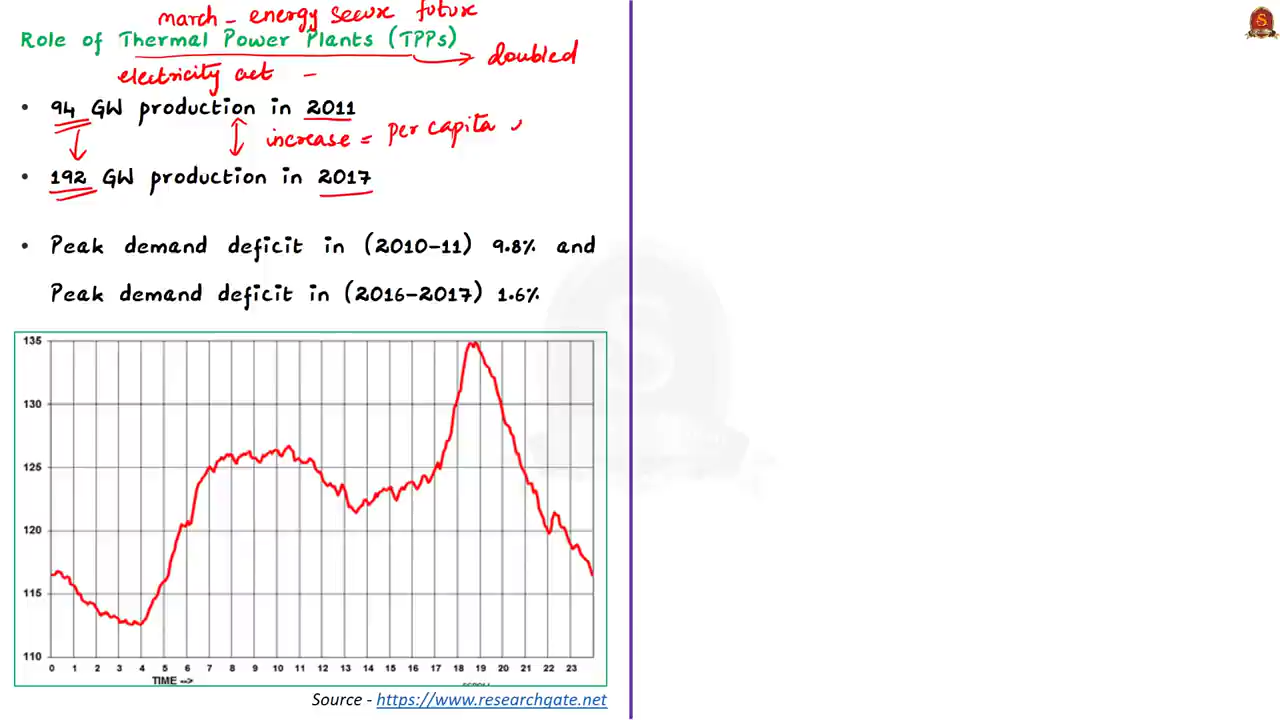 march - energy secure future
Role of Thermal Power Plants (TPPs)
doubled
electricity act -
• 94 GW production in 2011
increase = per capita ,
• 192 GW production in 2017
• Peak demand deficit in (2010-11) 9.8% and
Peak demand deficit in (2016-2017) 1.6%
135
130
125
120
115
110
0 1 2 3 4 5 6 7 8 9 10 11 12 13 14 15 16 17 18 19 20 21 22 23
TIME -->
Source - https://www.researchgate.net
S